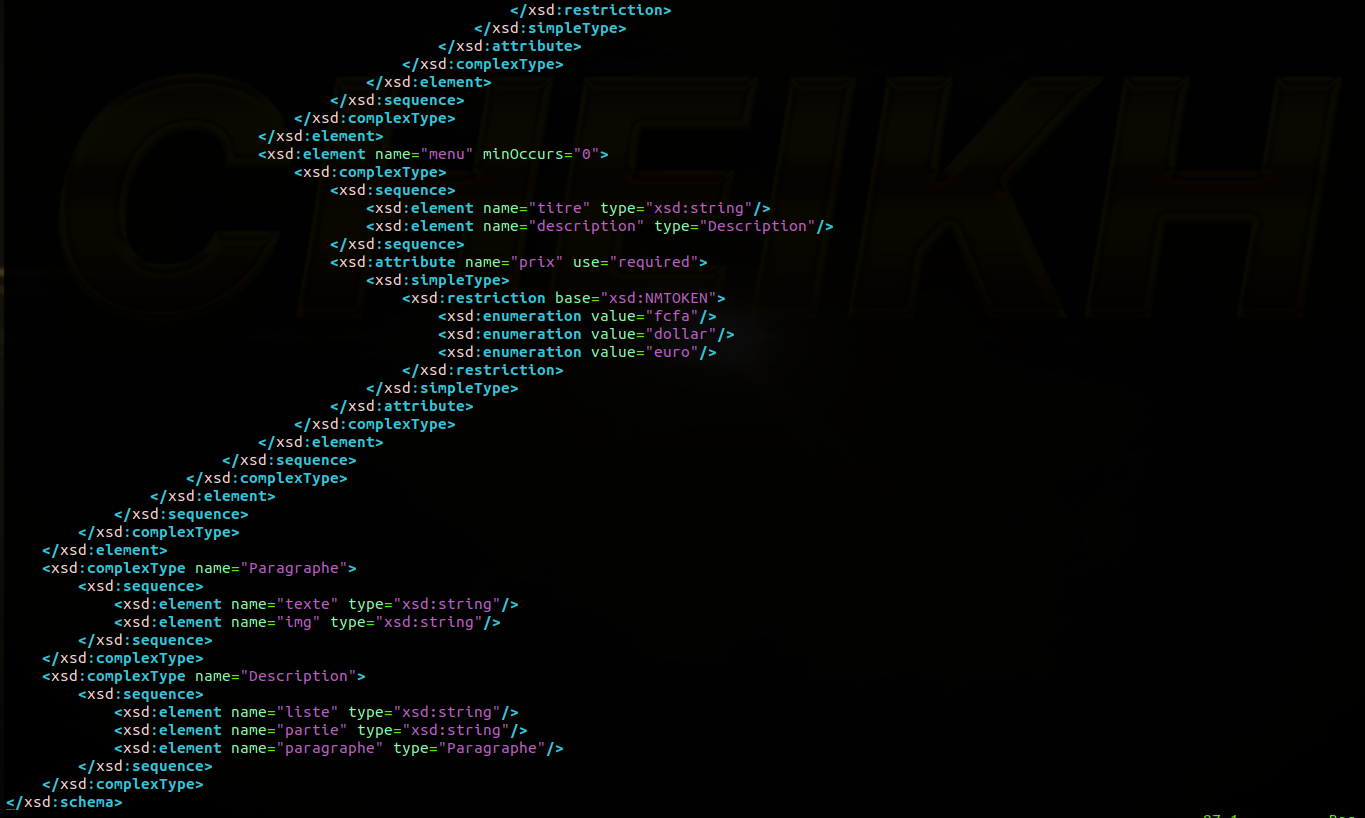 </xsd:restriction>
</xsd:simpleType>
</xsd:attribute>
</xsd:complexType>
</xsd:element>
</xsd:sequence>
</xsd:complexType>
</xsd:element>
<xsd:element name="menu" minOccurs="0">
<xsd:complexType>
<xsd:sequence>
<xsd:element name="titre" type="xsd:string"/>
<xsd:element name="description" type="Description"/>
</xsd:sequence>
<xsd:attribute name="prix" use="required">
<xsd:simpleType>
<xsd:restriction base="xsd:NMTOKEN">
<xsd:enumeration value="fcfa"/>
<xsd:enumeration value="dollar"/>
<xsd:enumeration value="euro"/>
</xsd:restriction>
</xsd:simpleType>
</xsd:attribute>
</xsd:complexType>
</xsd:element>
</xsd:sequence>
</xsd:complexType>
</xsd:element>
</xsd:sequence>
</xsd:complexType>
</xsd:element>
<xsd:complexType name="Paragraphe">
<xsd:sequence>
<xsd:element name="texte" type="xsd:string"/>
<xsd:element name="img" type="xsd:string"/>
</xsd:sequence>
</xsd:complexType>
<xsd:complexType name="Description">
<xsd:sequence>
<xsd:element name="liste" type="xsd:string"/>
<xsd:element name="partie" type="xsd:string"/>
<xsd:element name="paragraphe" type="Paragraphe"/>
</xsd:sequence>
</xsd:complexType>
</xsd:schema>
CHEIKH